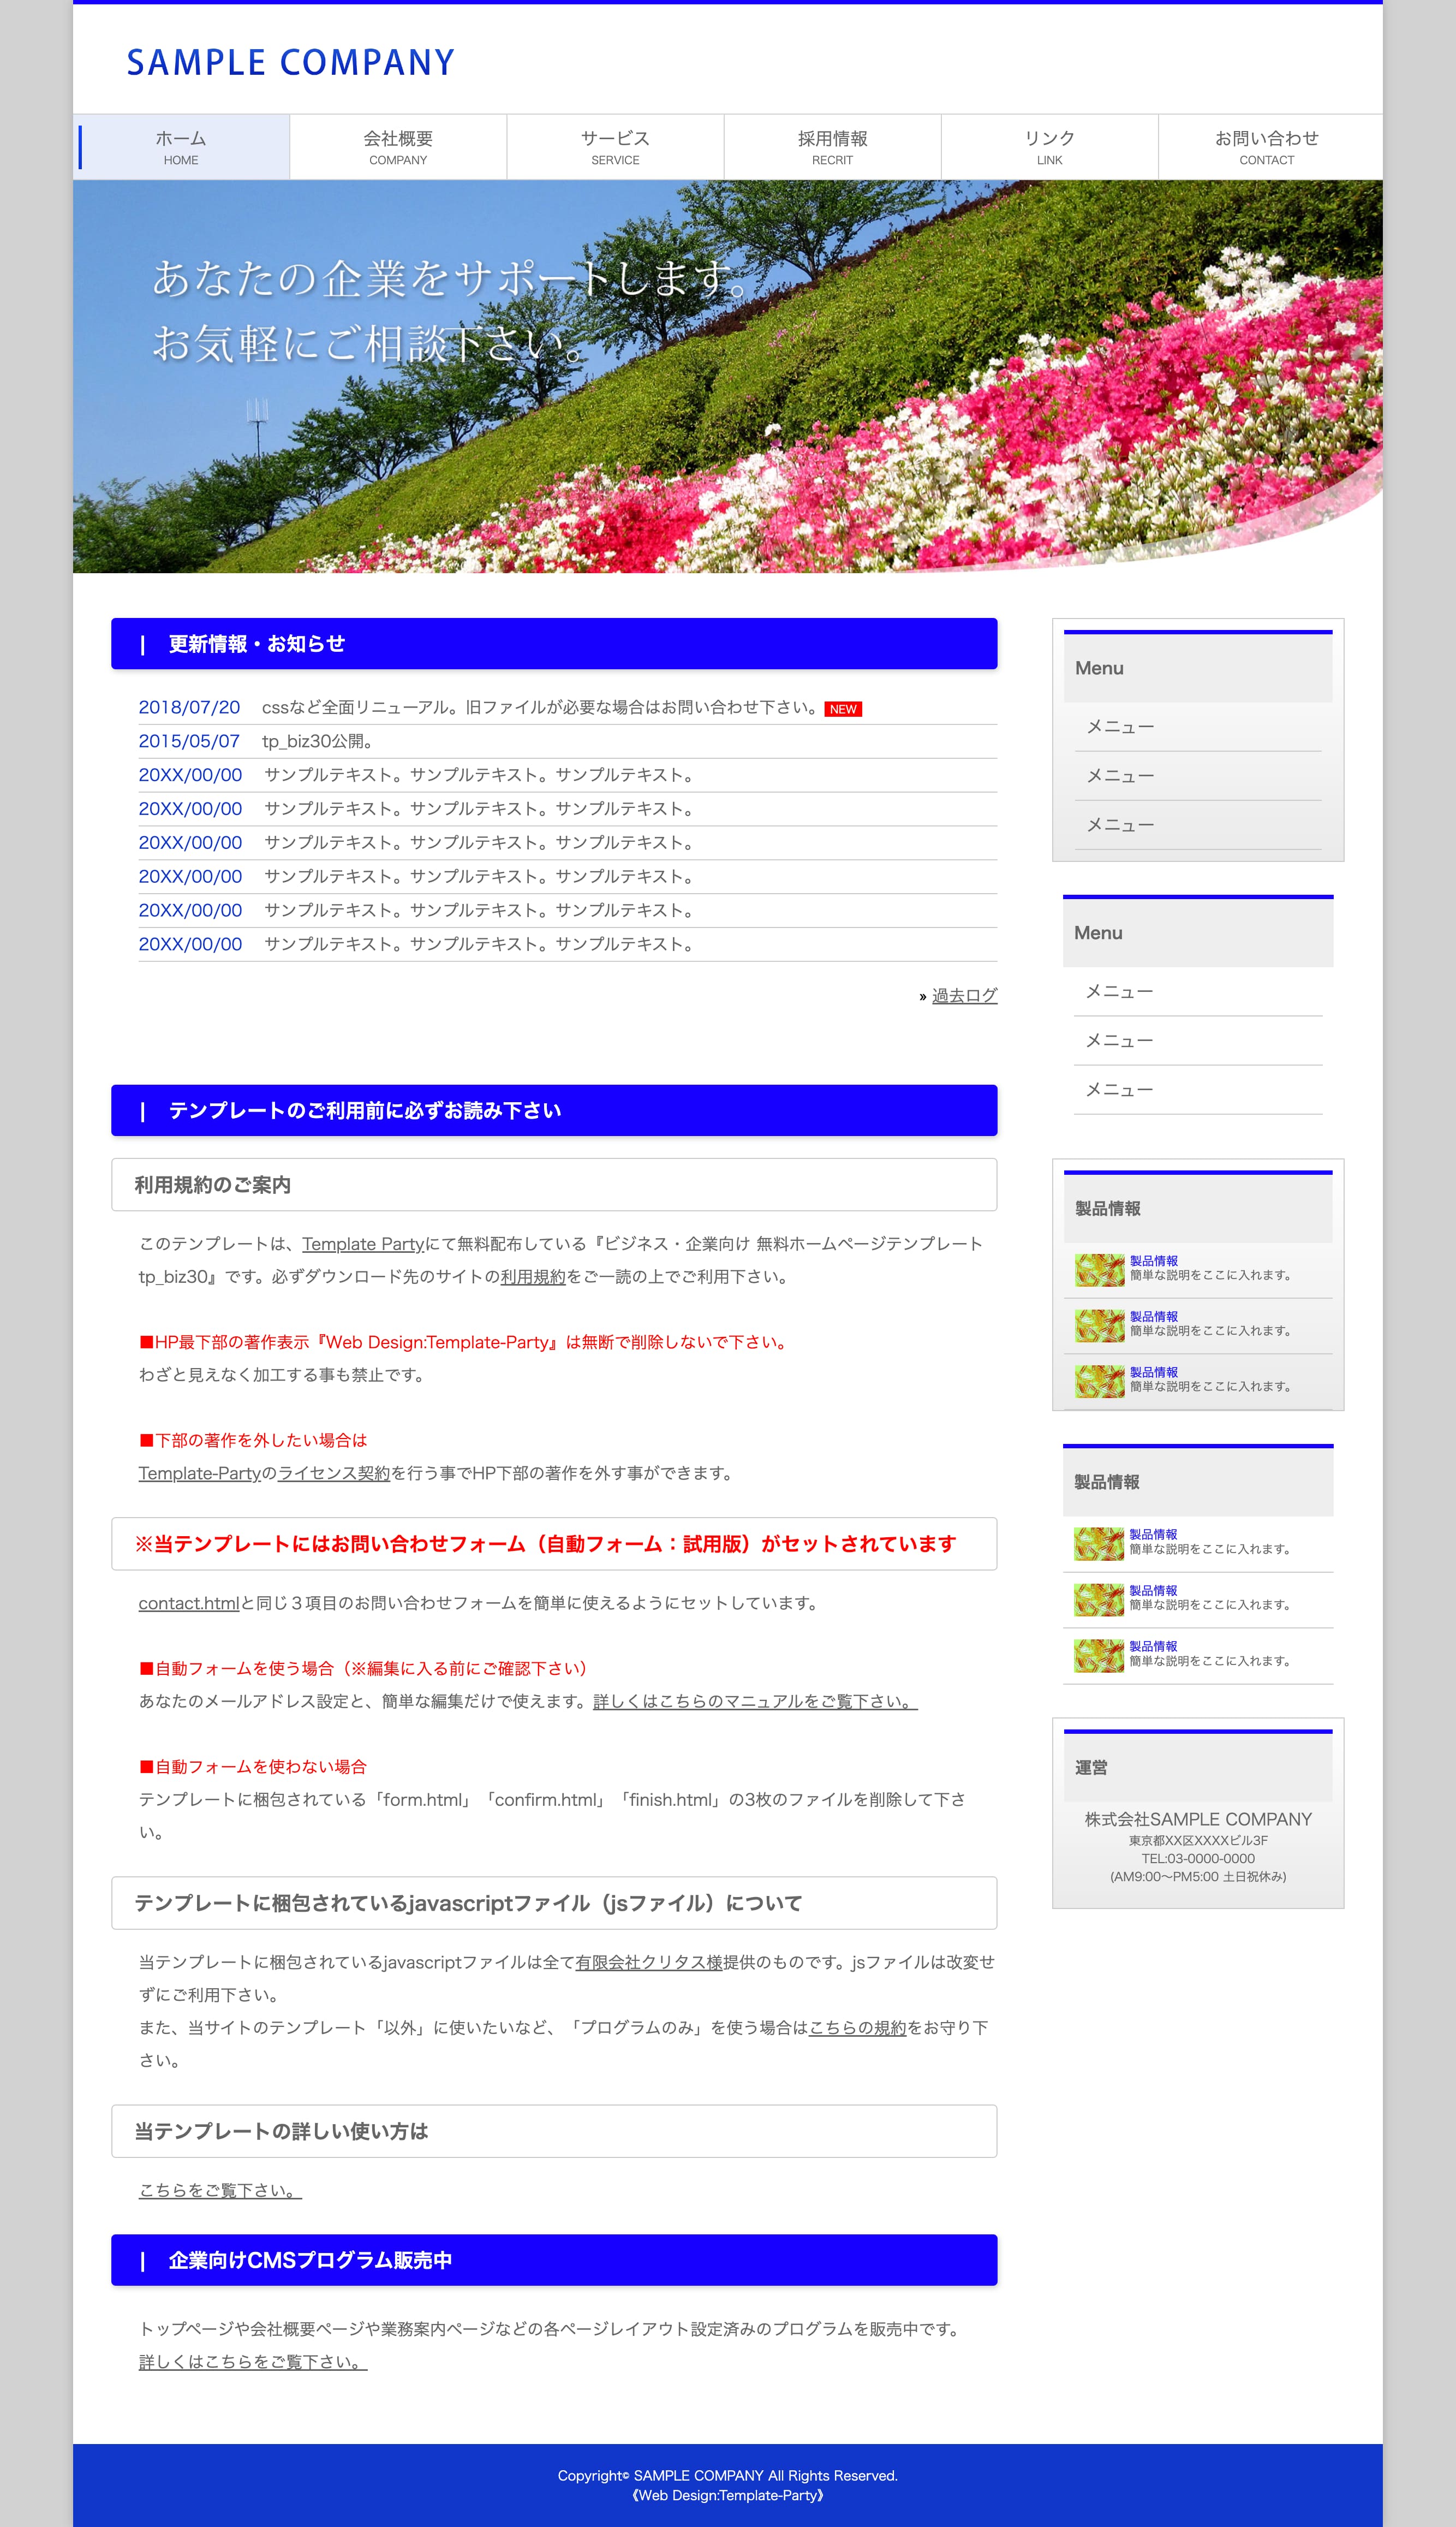 SAMPLE COMPANY
ホーム
HOME
会社概要
COMPANY
サービス
SERVICE
採用情報
RECRIT
リンク
LINK
お問い合わせ
CONTACT
あなたの企業をサポートします。
お気軽にご相談下さい。
| 更新情報・お知らせ
2018/07/20 cssなど全面リニューアル。旧ファイルが必要な場合はお問い合わせ下さい。NEW
2015/05/07 tp_biz30公開。
20XX/00/00 サンプルテキスト。サンプルテキスト。サンプルテキスト。
20XX/00/00 サンプルテキスト。サンプルテキスト。サンプルテキスト。
20XX/00/00 サンプルテキスト。サンプルテキスト。サンプルテキスト。
20XX/00/00 サンプルテキスト。サンプルテキスト。サンプルテキスト。
20XX/00/00 サンプルテキスト。サンプルテキスト。サンプルテキスト。
20XX/00/00 サンプルテキスト。サンプルテキスト。サンプルテキスト。
» 過去ログ
| テンプレートのご利用前に必ずお読み下さい
利用規約のご案内
このテンプレートは、Template Partyにて無料配布している『ビジネス・企業向け 無料ホームページテンプレート
tp_biz30』です。必ずダウンロード先のサイトの利用規約をご一読の上でご利用下さい。
■HP最下部の著作表示『Web Design:Template-Party』は無断で削除しないで下さい。
わざと見えなく加工する事も禁止です。
■下部の著作を外したい場合は
Template-Partyのライセンス契約を行う事でHP下部の著作を外す事ができます。
※当テンプレートにはお問い合わせフォーム（自動フォーム：試用版）がセットされています
contact.htmlと同じ３項目のお問い合わせフォームを簡単に使えるようにセットしています。
■自動フォームを使う場合（※編集に入る前にご確認下さい）
あなたのメールアドレス設定と、簡単な編集だけで使えます。詳しくはこちらのマニュアルをご覧下さい。
■自動フォームを使わない場合
テンプレートに梱包されている「form.html」「confirm.html」「finish.html」の3枚のファイルを削除して下さ
い。
テンプレートに梱包されているjavascriptファイル（jsファイル）について
当テンプレートに梱包されているjavascriptファイルは全て有限会社クリタス様提供のものです。jsファイルは改変せ
ずにご利用下さい。
また、当サイトのテンプレート「以外」に使いたいなど、「プログラムのみ」を使う場合はこちらの規約をお守り下
さい。
当テンプレートの詳しい使い方は
こちらをご覧下さい。
| 企業向けCMSプログラム販売中
トップページや会社概要ページや業務案内ページなどの各ページレイアウト設定済みのプログラムを販売中です。
詳しくはこちらをご覧下さい。
Menu
メニュー
メニュー
メニュー
Menu
メニュー
メニュー
メニュー
製品情報
製品情報
簡単な説明をここに入れます。
製品情報
簡単な説明をここに入れます。
製品情報
簡単な説明をここに入れます。
製品情報
製品情報
簡単な説明をここに入れます。
製品情報
簡単な説明をここに入れます。
製品情報
簡単な説明をここに入れます。
運営
株式会社SAMPLE COMPANY
東京都XX区XXXXビル3F
TEL:03-0000-0000
(AM9:00〜PM5:00 土日祝休み)
Copyright© SAMPLE COMPANY All Rights Reserved.
《Web Design:Template-Party》